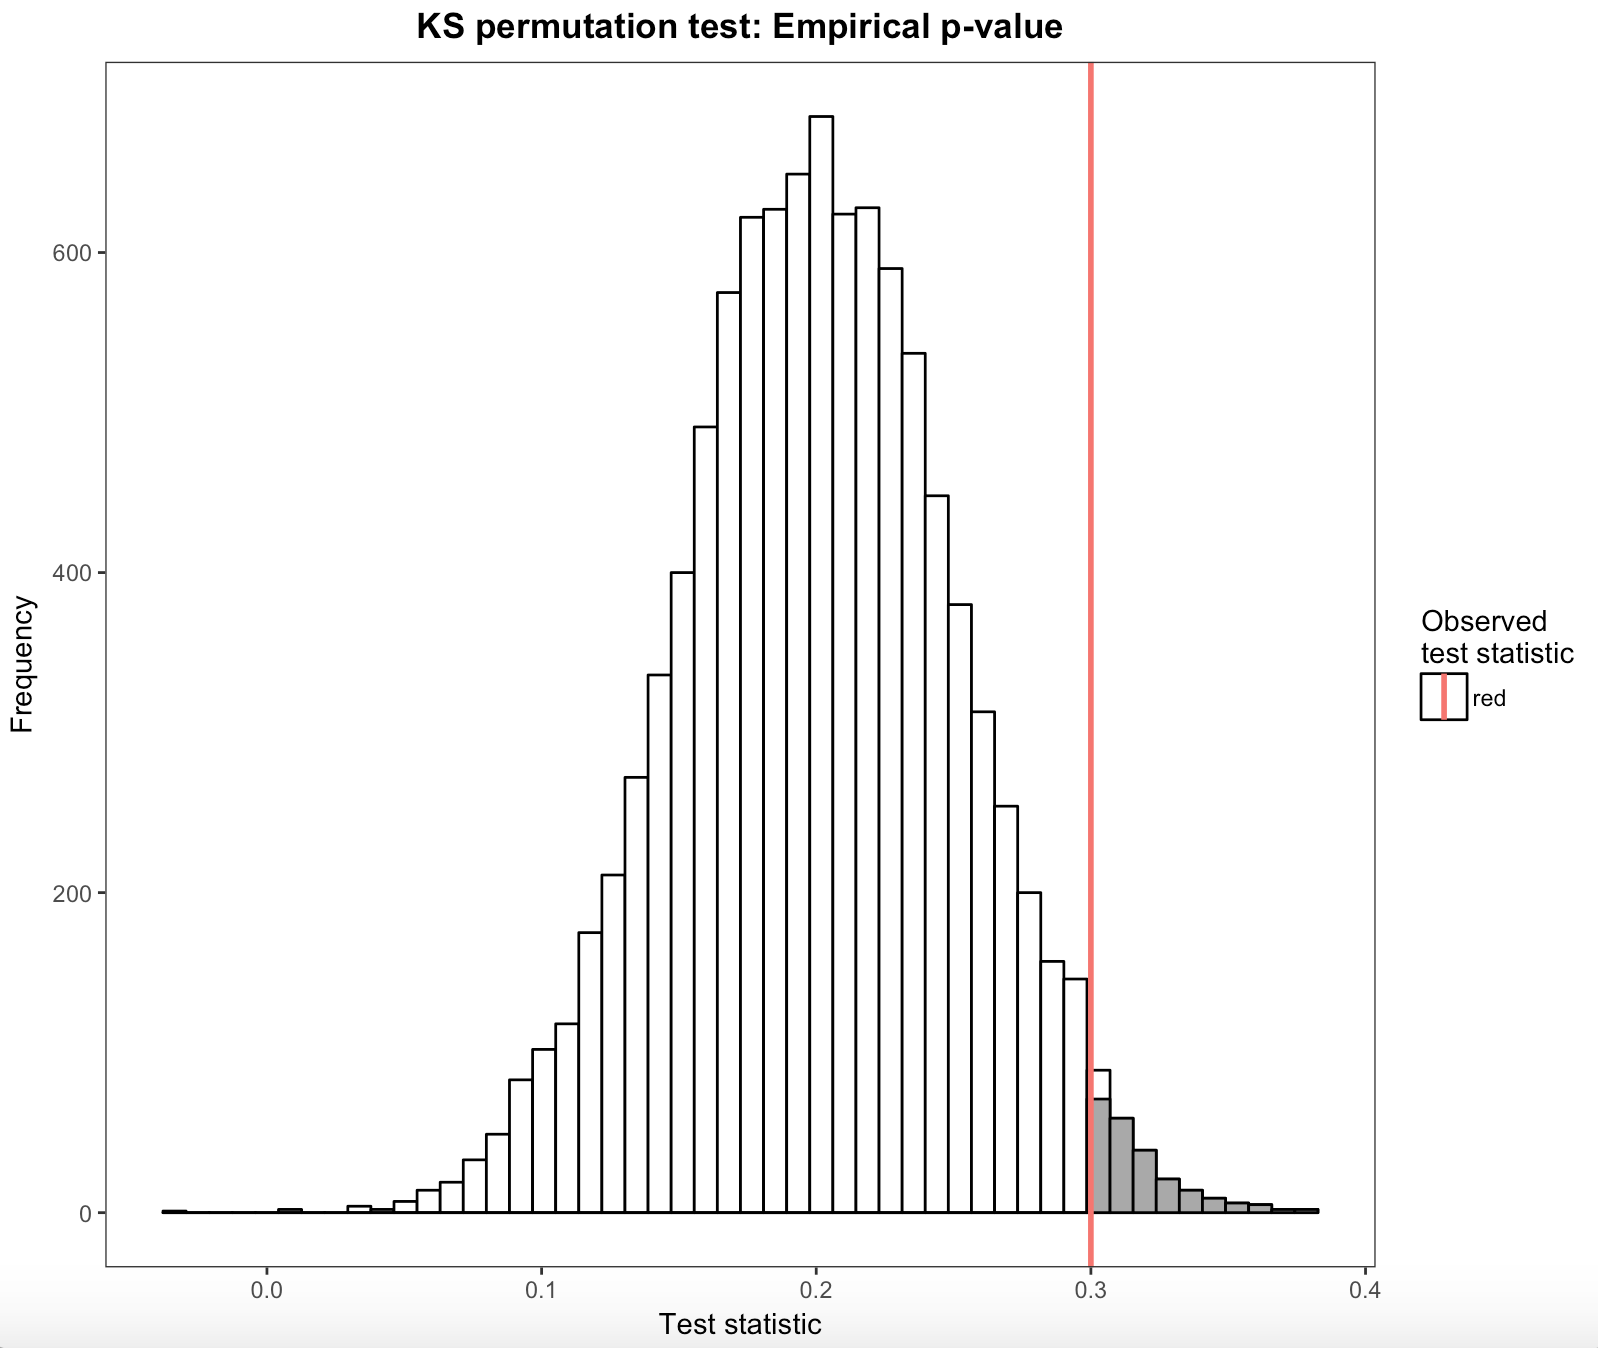 KS permutation test: Empirical p-value
Frequency
600
400
200
0
0.0
0.1
0.2
0.3
0.4
Test statistic
Observed
test statistic
red